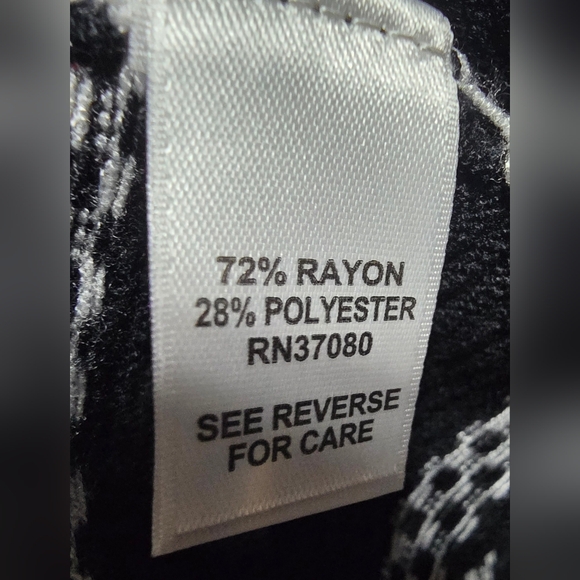 72% RAYON
28% POLYESTER
RN37080
SEE REVERSE
FOR CARE